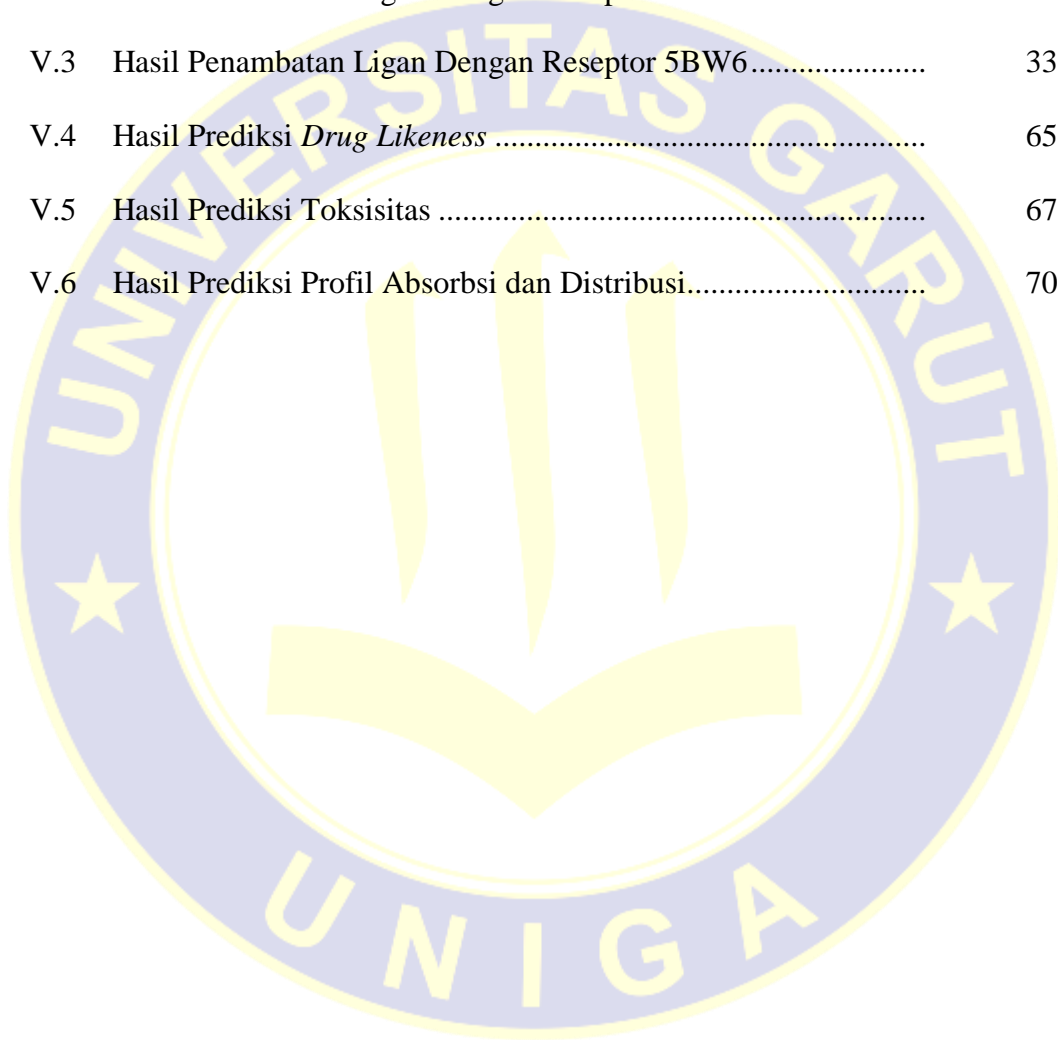 V.3 Hasil Penambatan Ligan Dengan Reseptor 5BW6...................... 33
V.4 Hasil Prediksi Drug Likeness ...................................................... 65
V.5 Hasil Prediksi Toksisitas ............................................................. 67
V.6 Hasil Prediksi Profil Absorbsi dan Distribusi.............................. 70
UNIVERSITAS GARUT
UNIGA